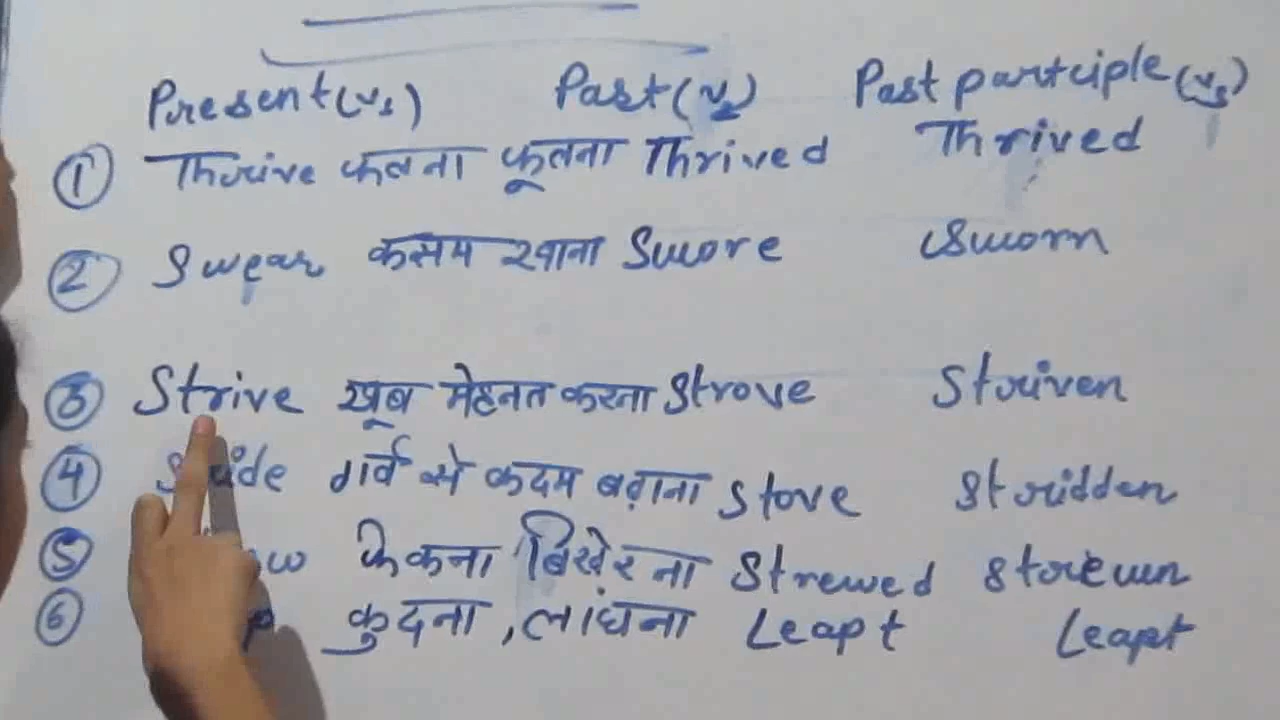 Present(v1) Past(v2) Past participle(v3)
① Thrive फलना फूलना Thrived Thrived
② Swear कसम खाना Swore Sworn
③ Strive खूब मेहनत करना Strove Striven
④ गर्व से कदम बढ़ाना Stove Stridden
⑤ फेकना बिखेरना Strewed Strewn
⑥ कुदना, लांघना Leapt Leapt